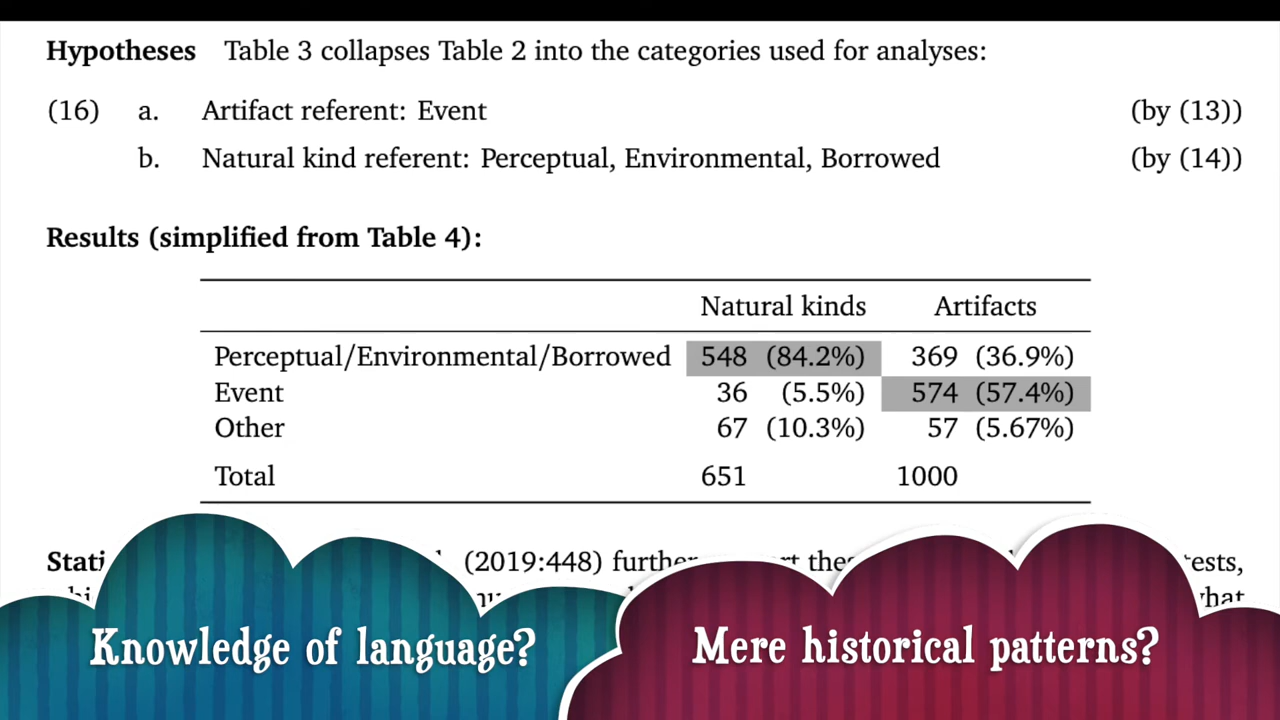 Hypotheses Table 3 collapses Table 2 into the categories used for analyses:
(16) a. Artifact referent: Event (by (13))
b. Natural kind referent: Perceptual, Environmental, Borrowed (by (14))
Results (simplified from Table 4):
Natural kinds Artifacts
Perceptual/Environmental/Borrowed 548 (84.2%) 369 (36.9%)
Event 36 (5.5%) 574 (57.4%)
Other 67 (10.3%) 57 (5.67%)
Total 651 1000
(2019:448)
Knowledge of language?
Mere historical patterns?